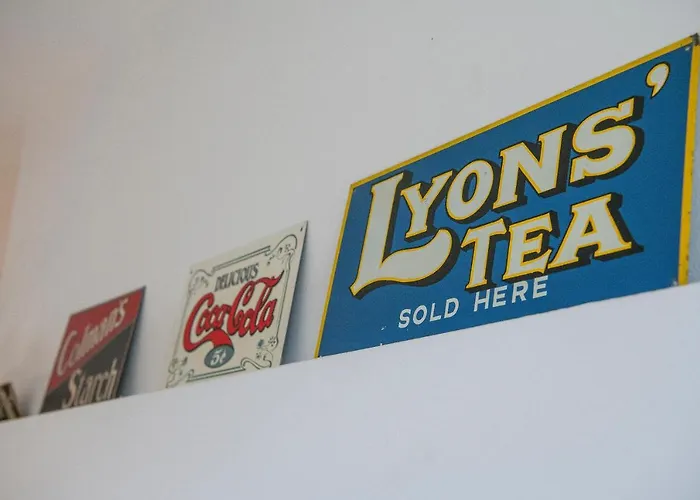 Colman's
Starch
DELICIOUS
Coca-Cola
5¢
LYONS'
TEA
SOLD HERE